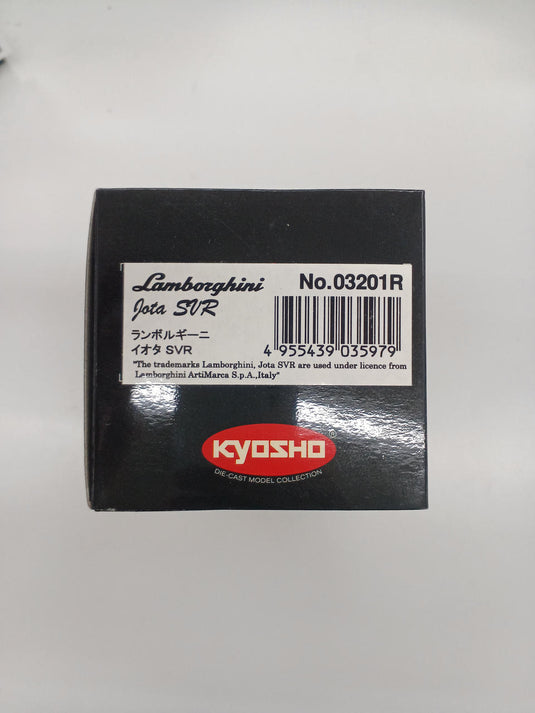 Lamborghini
Jota SVR
No.03201R
ランボルギーニ
イオタ SVR
4 955439 035979
"The trademarks Lamborghini, Jota SVR are used under licence from
Lamborghini ArtiMarca S.p.A.,Italy"
KYOSHO®
DIE-CAST MODEL COLLECTION